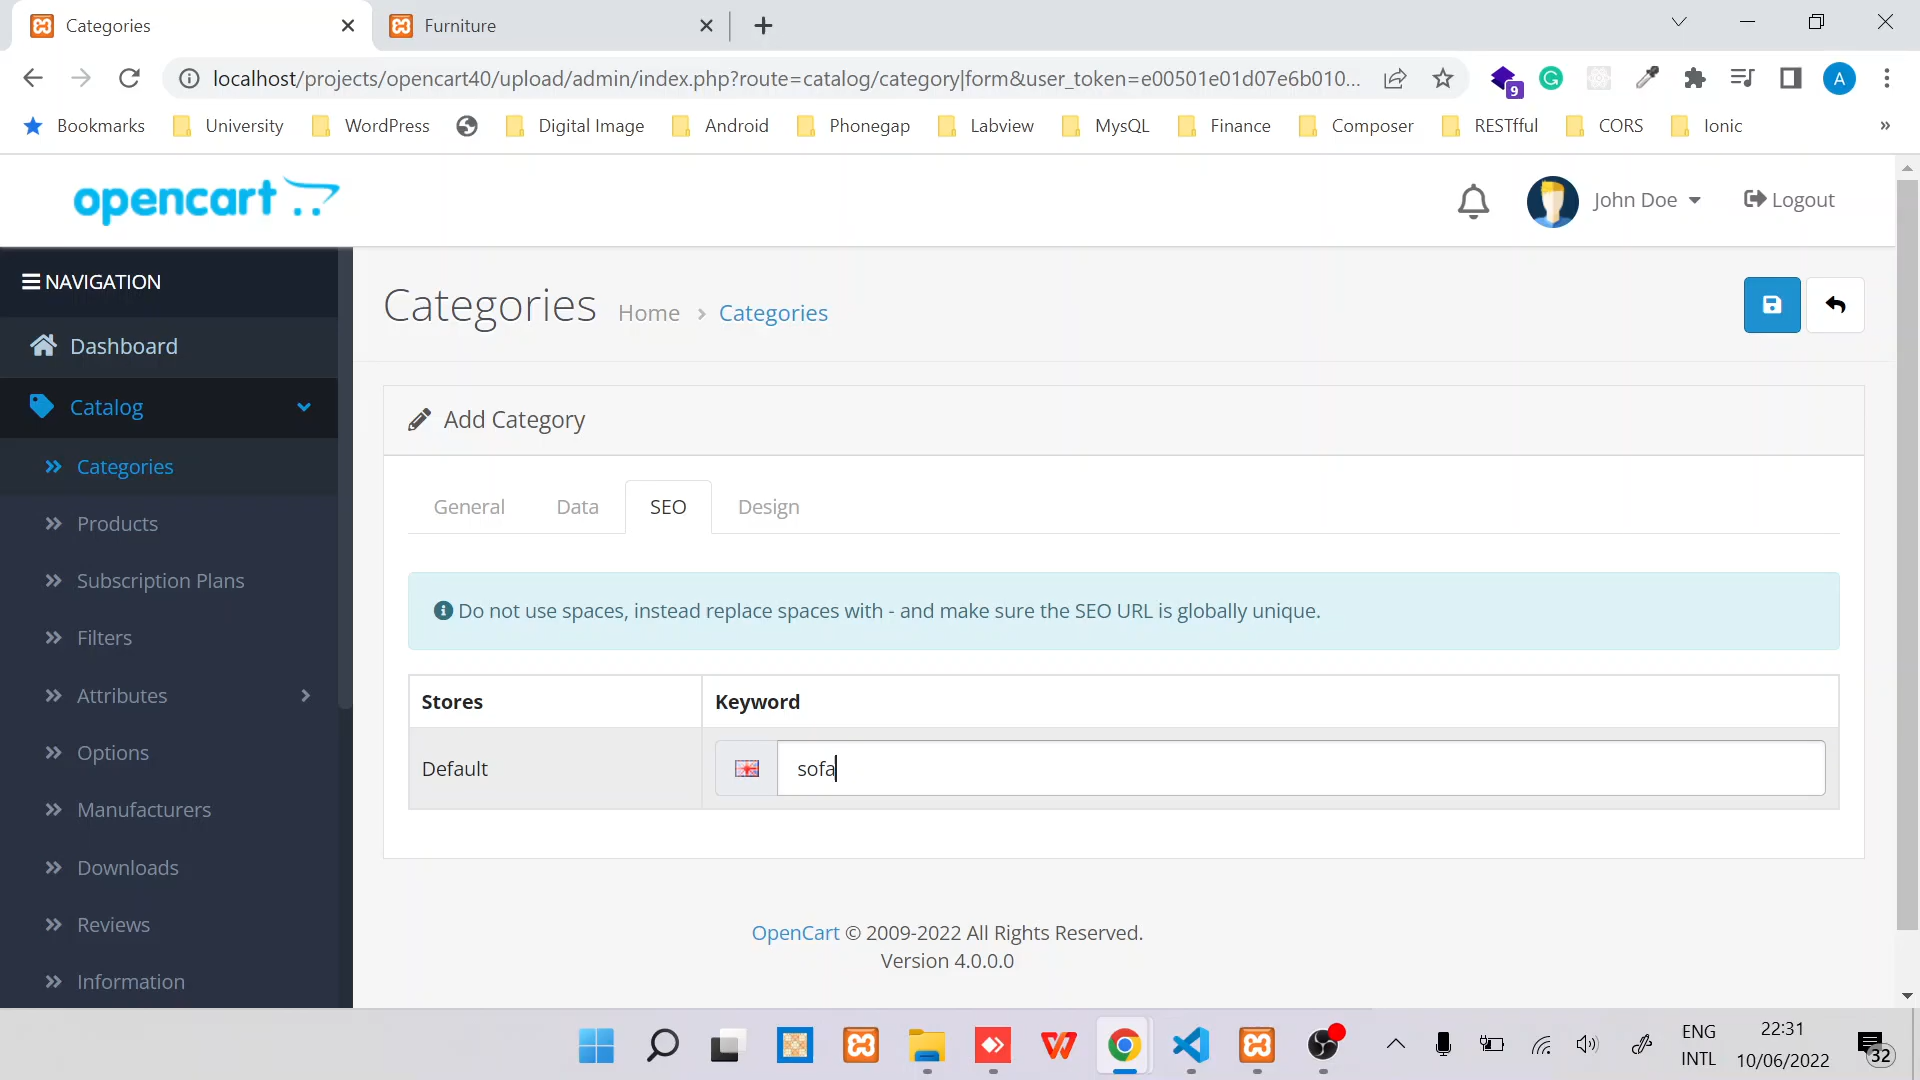 Categories
Furniture
localhost/projects/opencart40/upload/admin/index.php?route=catalog/category|form&user_token=e00501e01d07e6b010...
9
A
Bookmarks
University
WordPress
Digital Image
Android
Phonegap
Labview
MysQL
Finance
Composer
RESTfful
CORS
Ionic
»
opencart
John Doe
Logout
NAVIGATION
Dashboard
Catalog
Categories
Products
Subscription Plans
Filters
Attributes
Options
Manufacturers
Downloads
Reviews
Information
Categories
Home › Categories
Add Category
General
Data
SEO
Design
Do not use spaces, instead replace spaces with - and make sure the SEO URL is globally unique.
Stores
Keyword
Default
sofa
OpenCart © 2009-2022 All Rights Reserved.
Version 4.0.0.0
ENG
INTL
22:31
10/06/2022
32